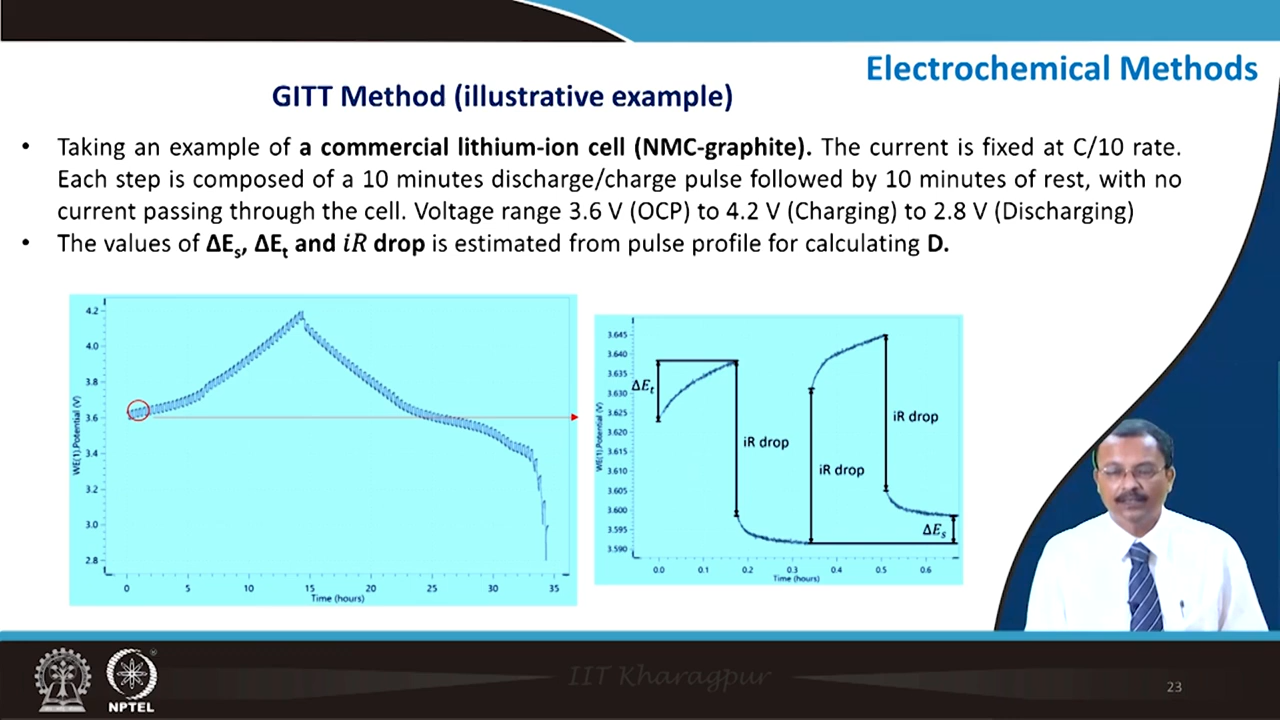 Electrochemical Methods
GITT Method (illustrative example)
• Taking an example of a commercial lithium-ion cell (NMC-graphite). The current is fixed at C/10 rate.
Each step is composed of a 10 minutes discharge/charge pulse followed by 10 minutes of rest, with no
current passing through the cell. Voltage range 3.6 V (OCP) to 4.2 V (Charging) to 2.8 V (Discharging)
• The values of ΔEs, ΔEt and iR drop is estimated from pulse profile for calculating D.
WE(1).Potential (V)
4.2
4.0
3.8
3.6
3.4
3.2
3.0
2.8
0 5 10 15 20 25 30 35
Time (hours)
WE(1).Potential (V)
3.645
3.640
3.635
3.630
3.625
3.620
3.615
3.610
3.605
3.600
3.595
3.590
ΔEt
iR drop
iR drop
iR drop
ΔEs
0.0 0.1 0.2 0.3 0.4 0.5 0.6
Time (hours)
NPTEL
IIT Kharagpur
23